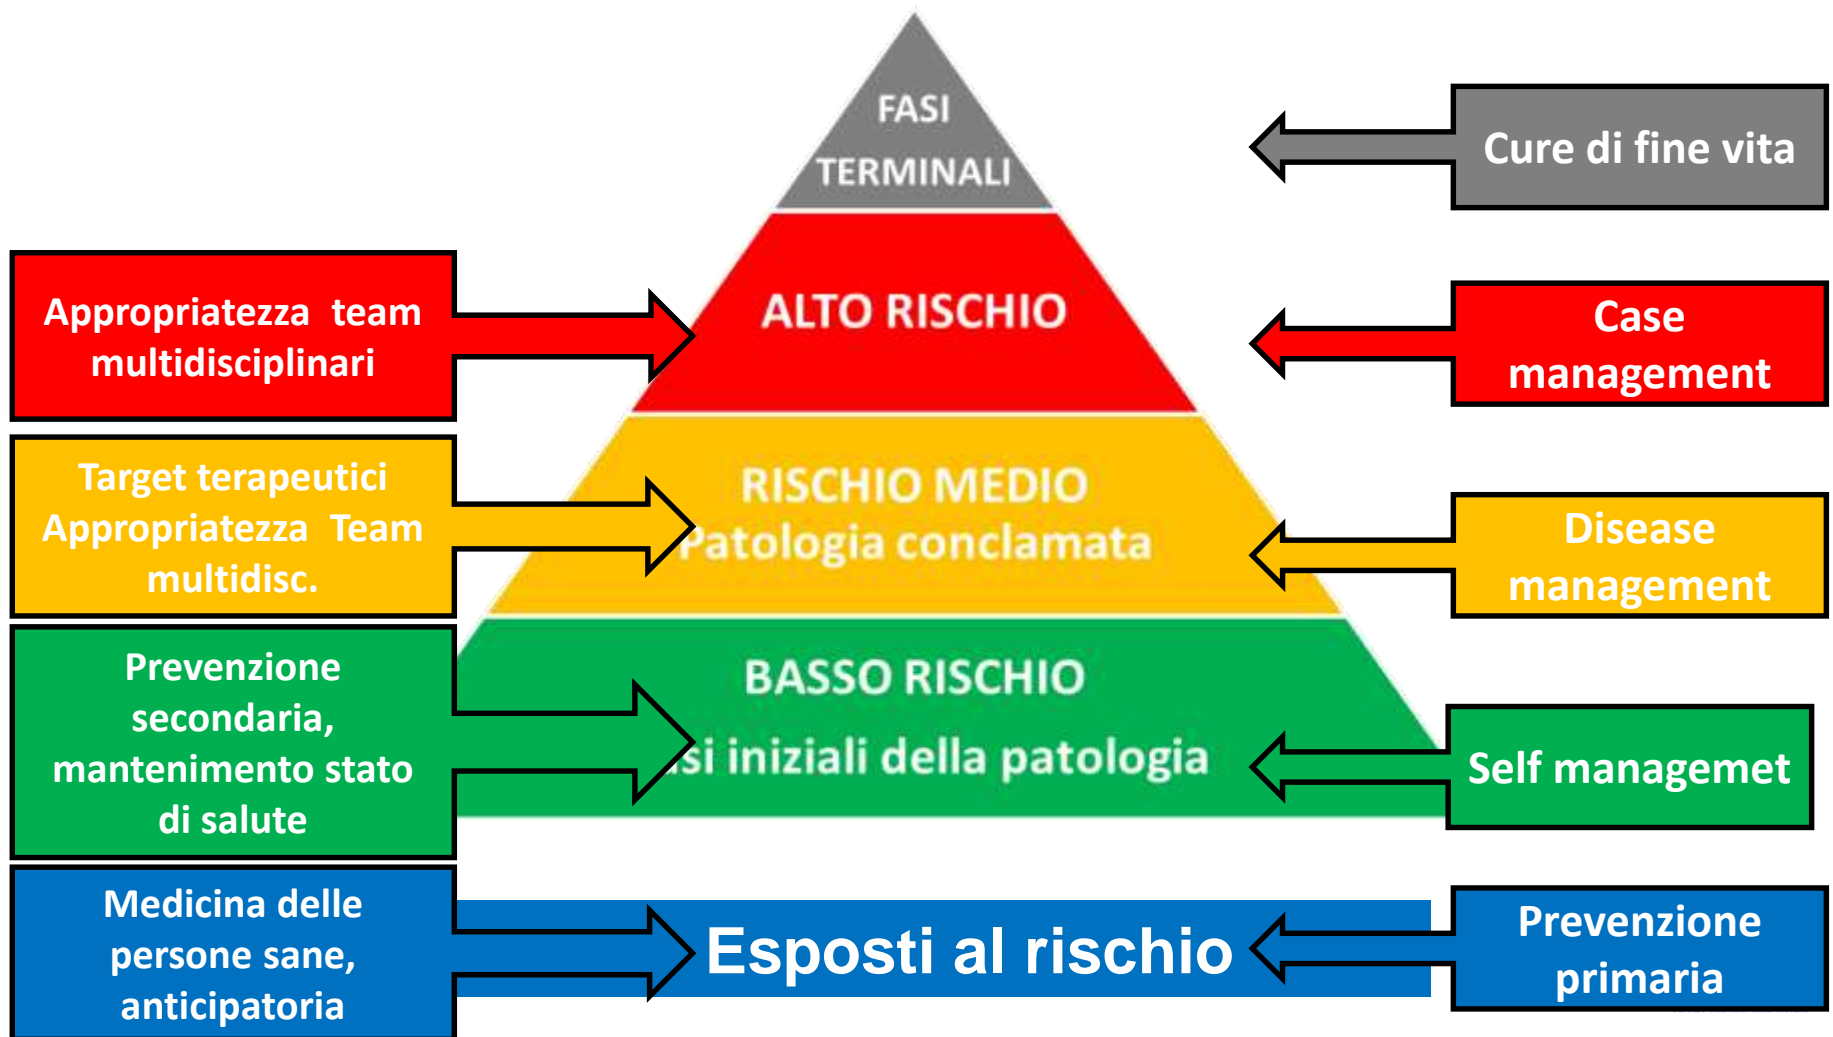 FASI
TERMINALI
Cure di fine vita
Appropriatezza team
multidisciplinari
ALTO RISCHIO
Case
management
Target terapeutici
Appropriatezza Team
multidisc.
RISCHIO MEDIO
Patologia conclamata
Disease
management
Prevenzione
secondaria,
mantenimento stato
di salute
BASSO RISCHIO
si iniziali della patologia
Self managemet
Medicina delle
persone sane,
anticipatoria
Esposti al rischio
Prevenzione
primaria